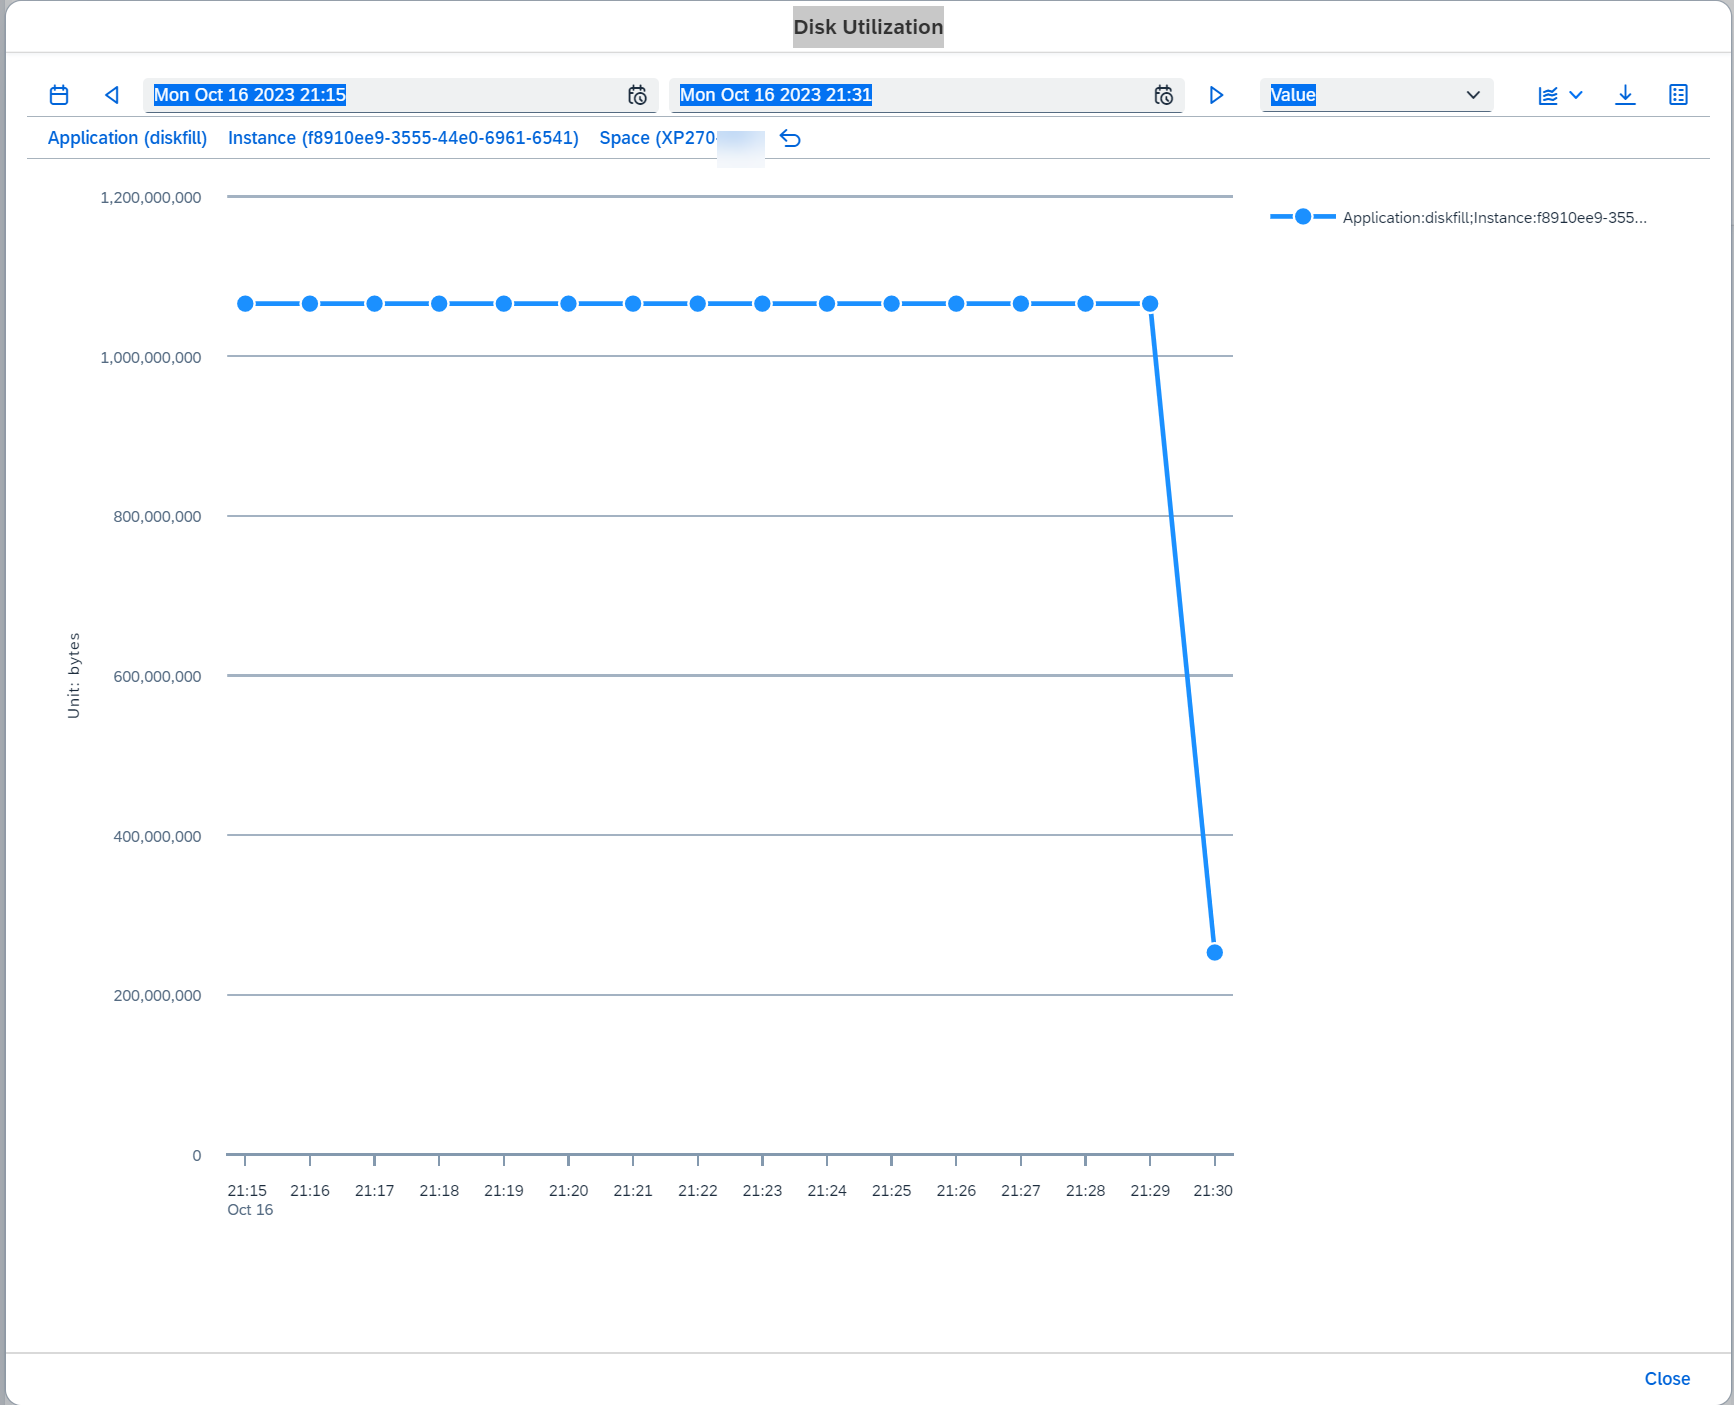 Disk Utilization
Mon Oct 16 2023 21:15 Mon Oct 16 2023 21:31 Value
Application (diskfill) Instance (f8910ee9-3555-44e0-6961-6541) Space (XP270-
1,200,000,000
Application:diskfill;Instance:f8910ee9-355...
1,000,000,000
800,000,000
600,000,000
Unit: bytes
400,000,000
200,000,000
0
21:15 21:16 21:17 21:18 21:19 21:20 21:21 21:22 21:23 21:24 21:25 21:26 21:27 21:28 21:29 21:30
Oct 16
Close